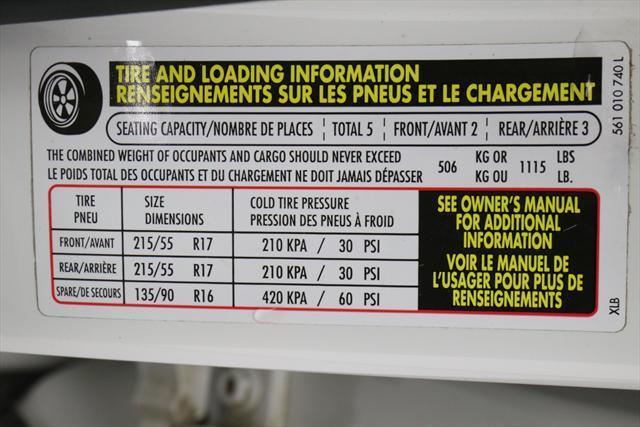 TIRE AND LOADING INFORMATION
RENSEIGNEMENTS SUR LES PNEUS ET LE CHARGEMENT
SEATING CAPACITY/NOMBRE DE PLACES TOTAL 5 FRONT/AVANT 2 REAR/ARRIÈRE 3
THE COMBINED WEIGHT OF OCCUPANTS AND CARGO SHOULD NEVER EXCEED 506 KG OR 1115 LBS
LE POIDS TOTAL DES OCCUPANTS ET DU CHARGEMENT NE DOIT JAMAIS DÉPASSER KG OU LB.
TIRE SIZE COLD TIRE PRESSURE
PNEU DIMENSIONS PRESSION DES PNEUS À FROID
FRONT/AVANT 215/55 R17 210 KPA / 30 PSI
REAR/ARRIÈRE 215/55 R17 210 KPA / 30 PSI
SPARE/DE SECOURS 135/90 R16 420 KPA / 60 PSI
SEE OWNER'S MANUAL
FOR ADDITIONAL
INFORMATION
VOIR LE MANUEL DE
L'USAGER POUR PLUS DE
RENSEIGNEMENTS
561 010 740 L
XLB